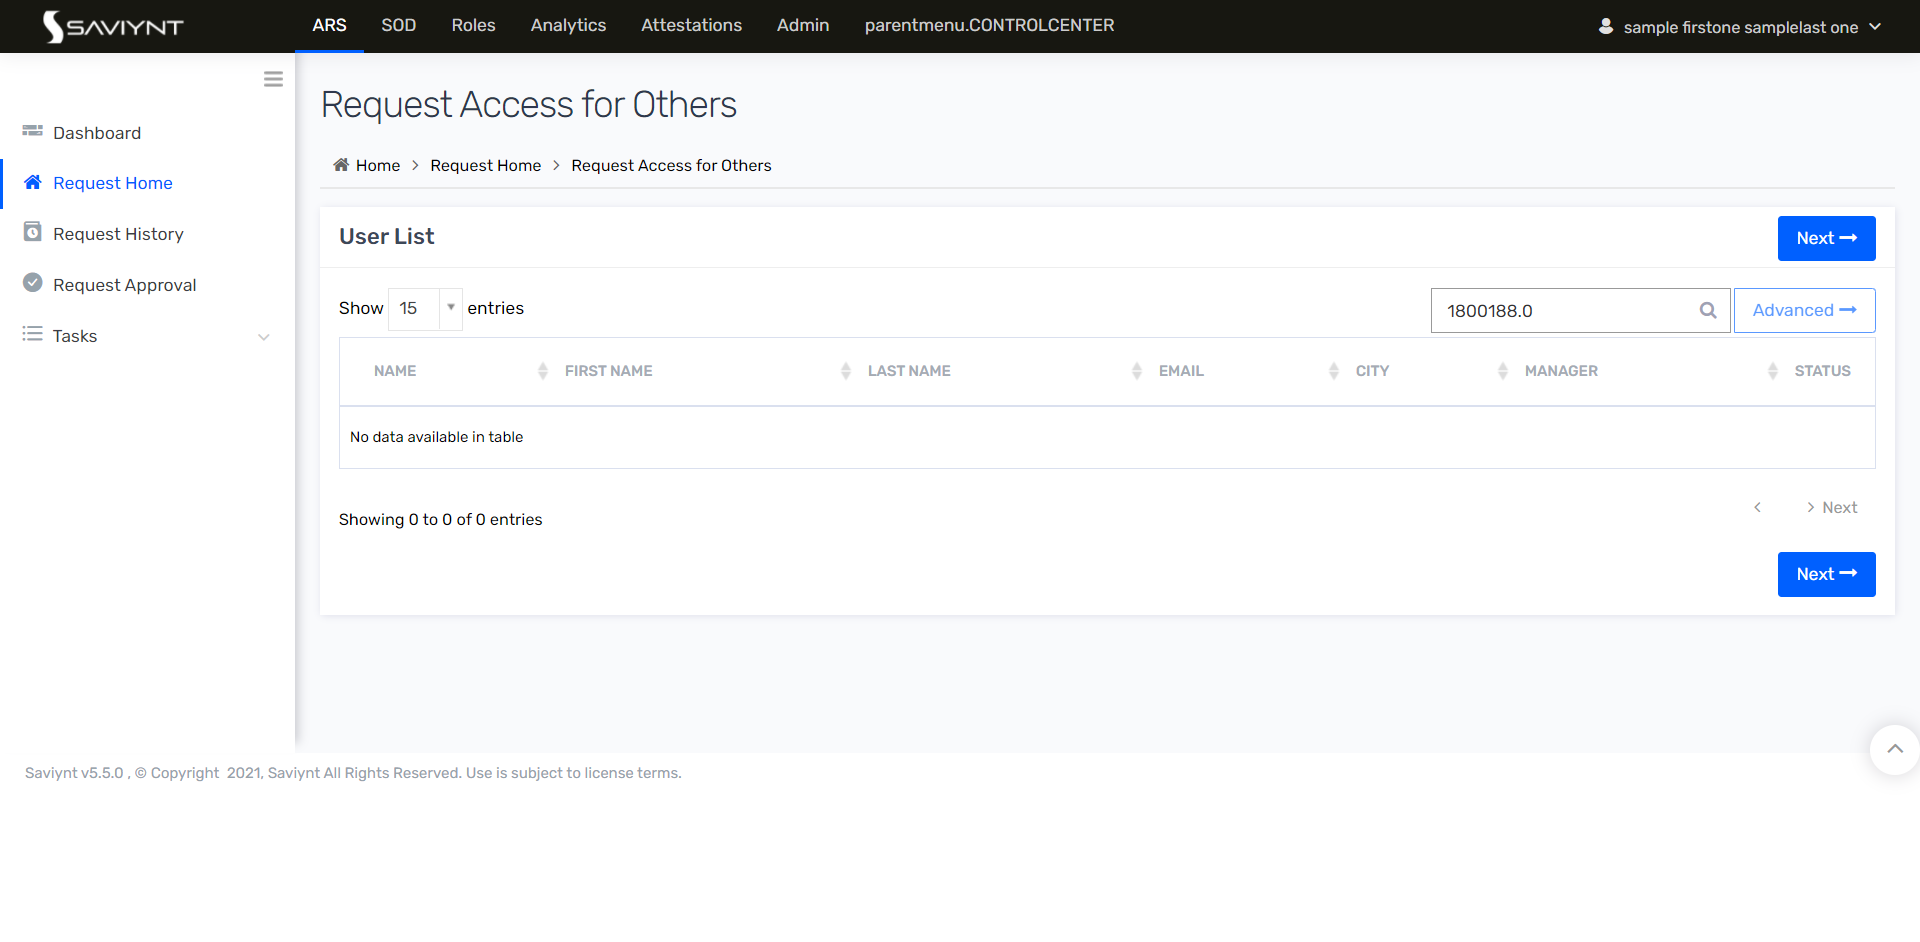 SAVIYNT
ARS SOD Roles Analytics Attestations Admin parentmenu.CONTROLCENTER
sample firstone samplelast one
Dashboard
Request Home
Request History
Request Approval
Tasks
Request Access for Others
Home > Request Home > Request Access for Others
User List
Next
Show 15 entries
1800188.0
Advanced
NAME FIRST NAME LAST NAME EMAIL CITY MANAGER STATUS
No data available in table
Showing 0 to 0 of 0 entries
< > Next
Next
Saviynt v5.5.0 , © Copyright 2021, Saviynt All Rights Reserved. Use is subject to license terms.